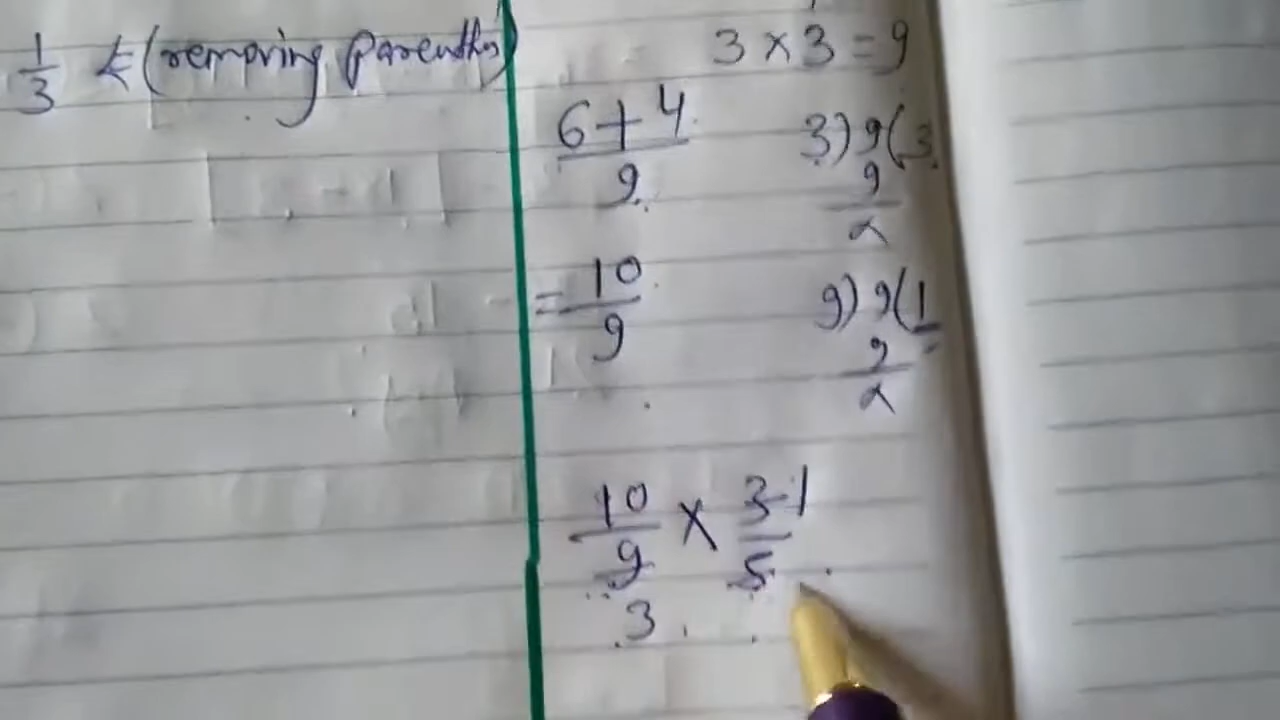 1/3 (removing Parenths)
3 × 3 = 9
6 + 4
9
3) 9 ( 3
9
×
= 10/9
9) 9 ( 1
9
×
10/9 × 3/5 1
3